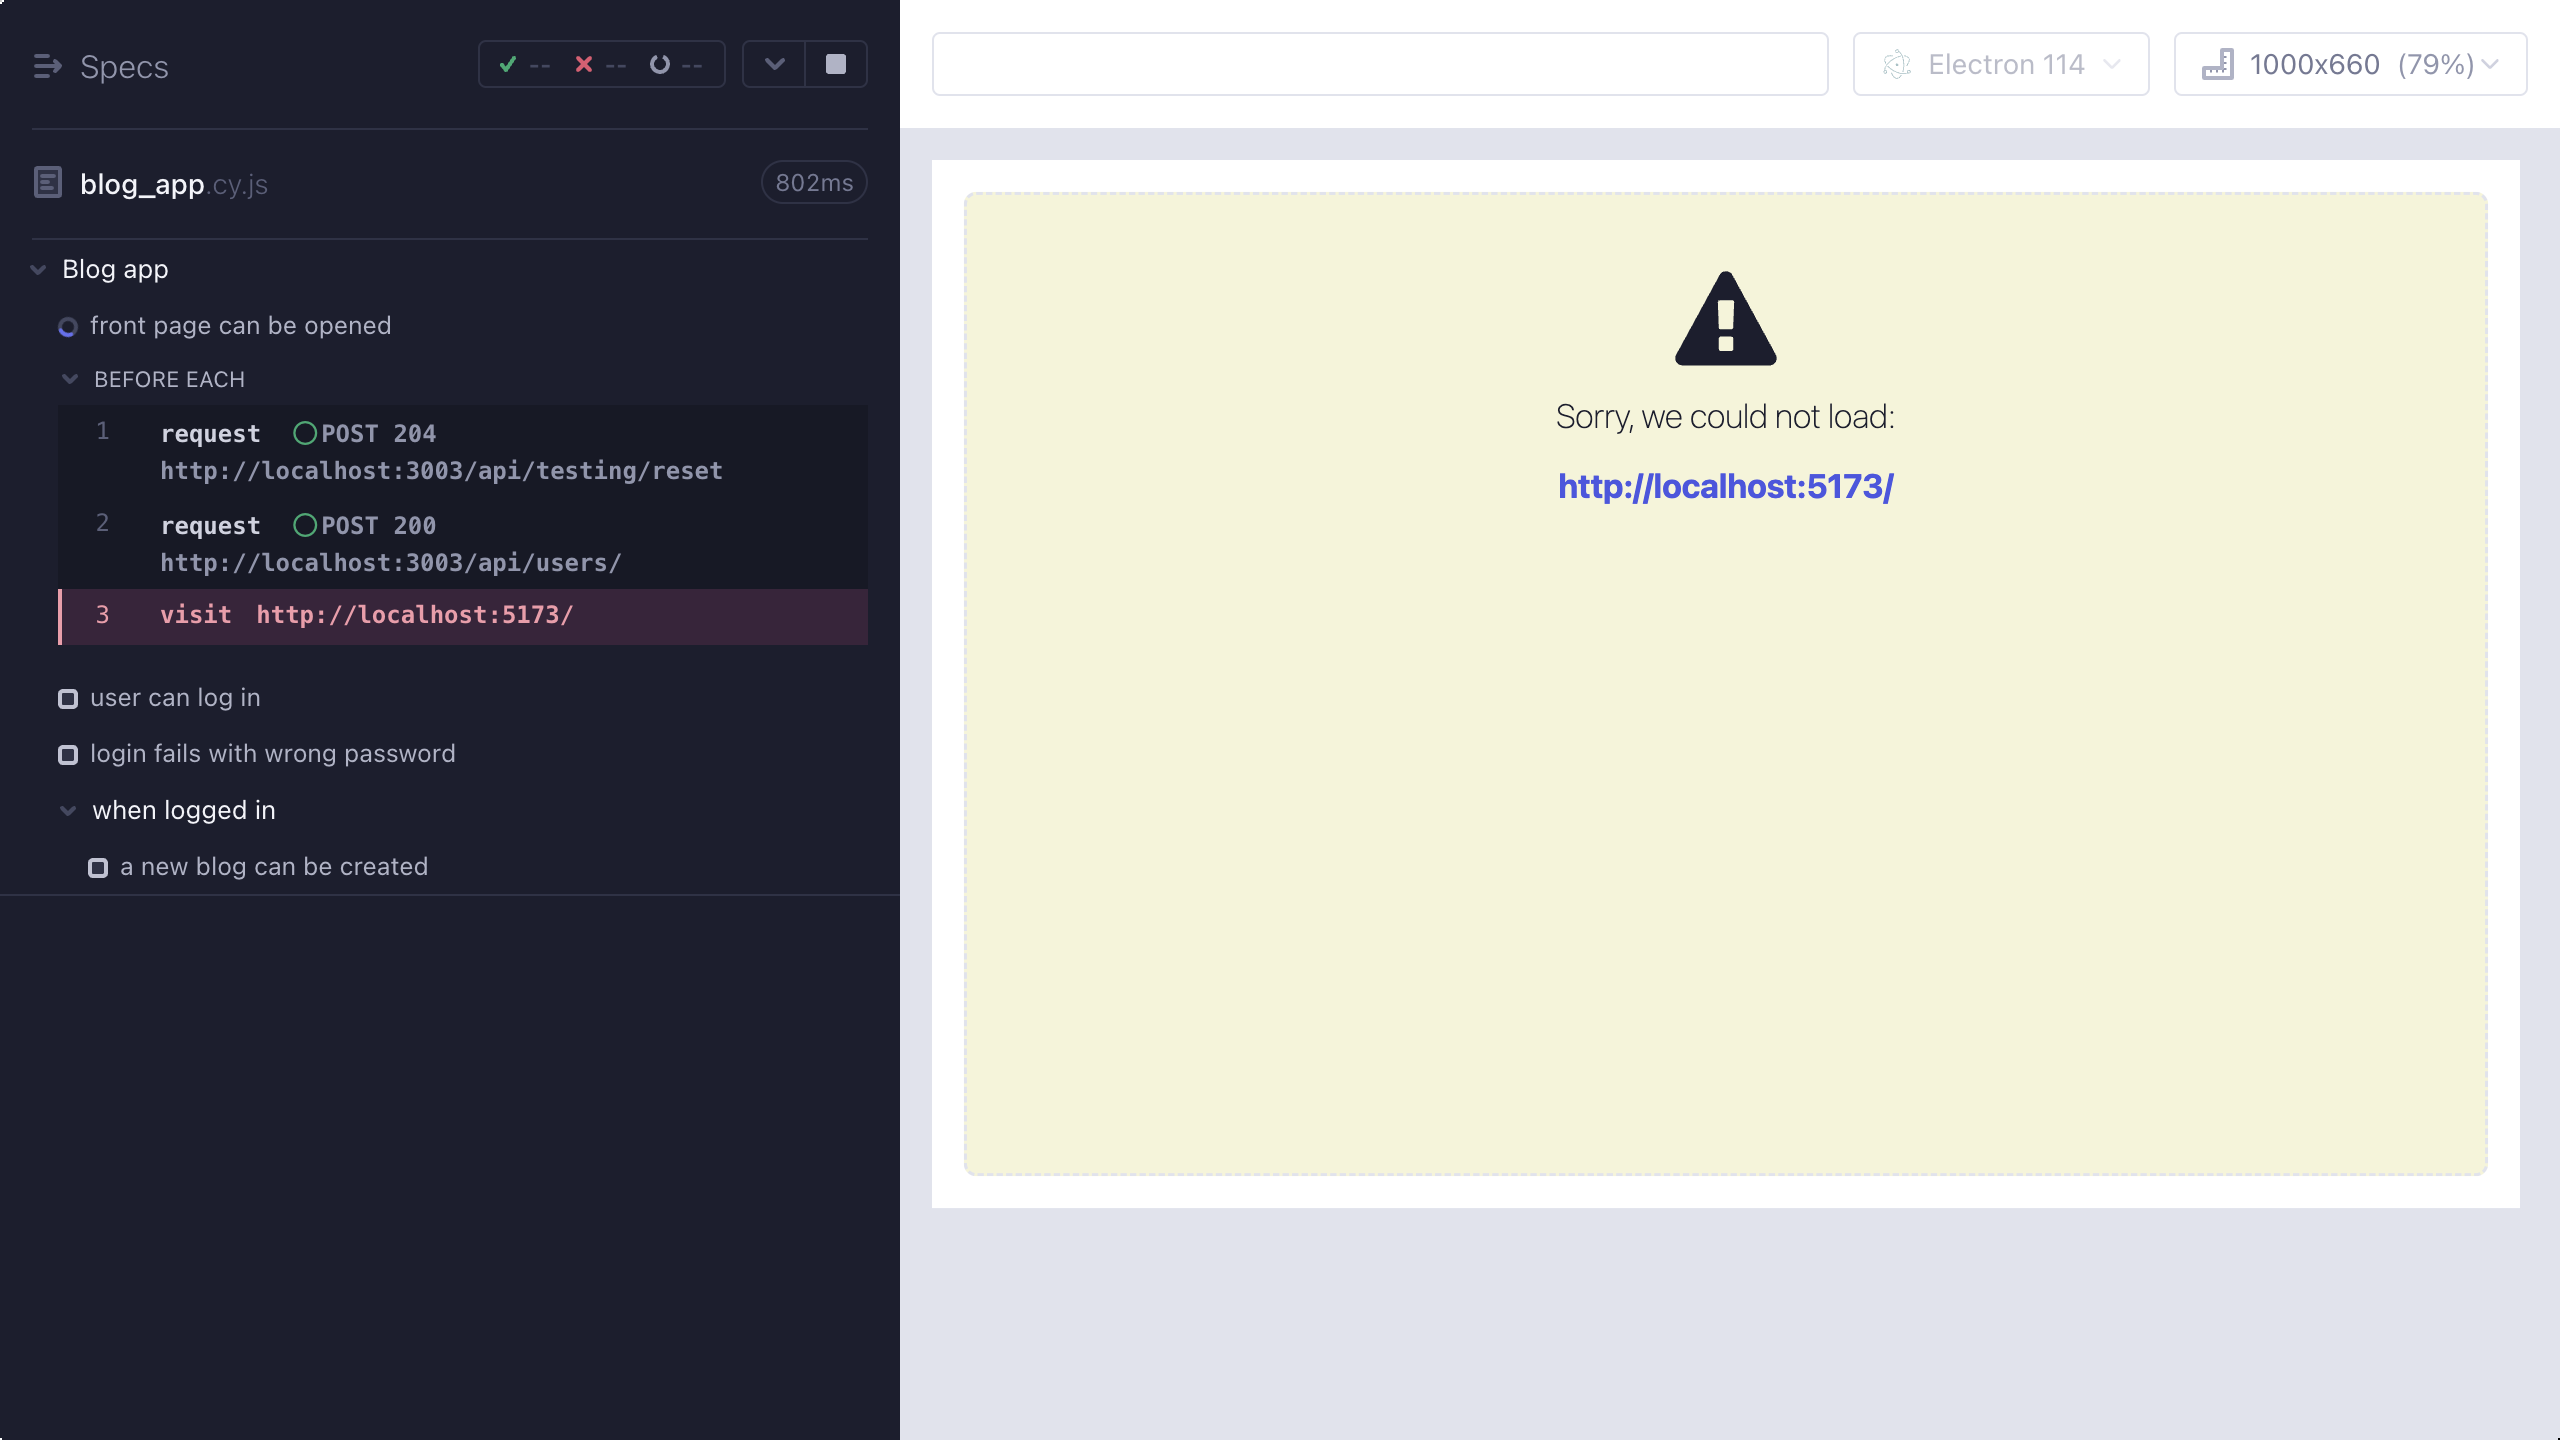 Specs
-- -- --
blog_app.cy.js
802ms
Blog app
front page can be opened
BEFORE EACH
1 request POST 204
http://localhost:3003/api/testing/reset
2 request POST 200
http://localhost:3003/api/users/
3 visit http://localhost:5173/
user can log in
login fails with wrong password
when logged in
a new blog can be created
Electron 114
1000x660 (79%)
Sorry, we could not load:
http://localhost:5173/